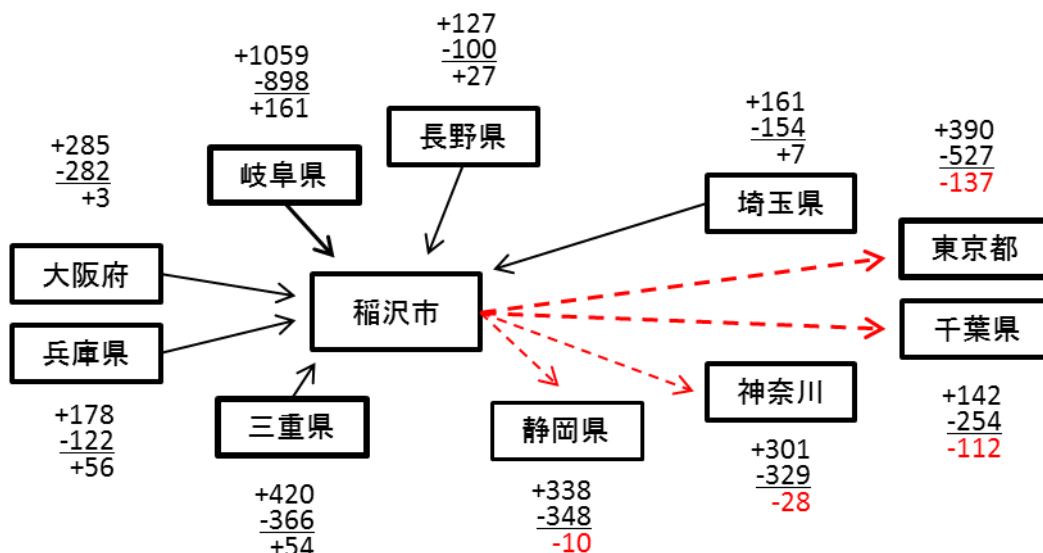 +127
-100
+27
+1059
-898
+161
長野県
+161
-154
+7
+390
-527
-137
+285
-282
+3
岐阜県
埼玉県
東京都
大阪府
稲沢市
千葉県
兵庫県
神奈川
三重県
静岡県
+178
-122
+56
+142
-254
-112
+301
-329
-28
+420
-366
+54
+338
-348
-10